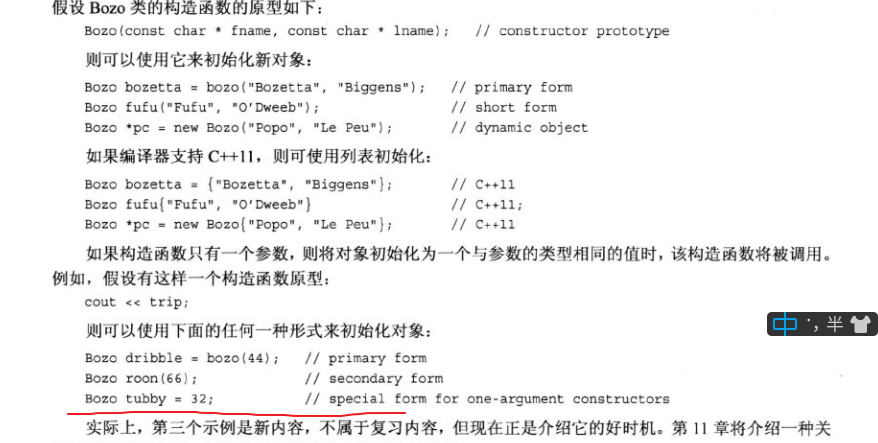 假设 Bozo 类的构造函数的原型如下：
Bozo(const char * fname, const char * lname);   // constructor prototype
则可以使用它来初始化新对象：
Bozo bozetta = bozo("Bozetta", "Biggens");   // primary form
Bozo fufu("Fufu", "O'Dweeb");   // short form
Bozo *pc = new Bozo("Popo", "Le Peu");   // dynamic object
如果编译器支持 C++11，则可使用列表初始化：
Bozo bozetta = {"Bozetta", "Biggens"};   // C++11
Bozo fufu{"Fufu", "O'Dweeb"}   // C++11;
Bozo *pc = new Bozo{"Popo", "Le Peu"};   // C++11
如果构造函数只有一个参数，则将对象初始化为一个与参数的类型相同的值时，该构造函数将被调用。
例如，假设有这样一个构造函数原型：
cout << trip;
则可以使用下面的任何一种形式来初始化对象：
Bozo dribble = bozo(44);   // primary form
Bozo roon(66);   // secondary form
Bozo tubby = 32;   // special form for one-argument constructors
实际上，第三个示例是新内容，不属于复习内容，但现在正是介绍它的好时机。第 11 章将介绍一种关
中 ·, 半